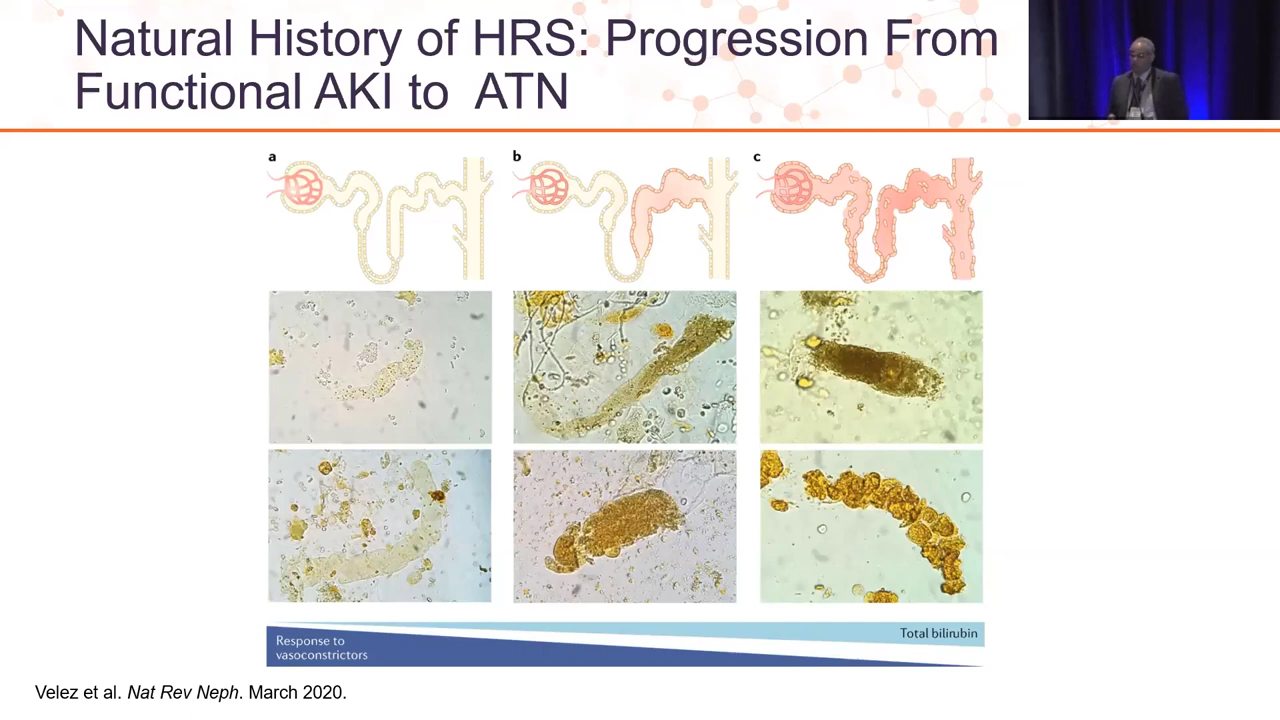 Natural History of HRS: Progression From
Functional AKI to ATN
a
b
c
Response to
vasoconstrictors
Total bilirubin
Velez et al. Nat Rev Neph. March 2020.